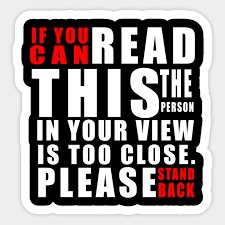 IF YOU
CAN
READ
THIS
THE
PERSON
IN YOUR VIEW
IS TOO CLOSE.
PLEASE
STAND
BACK